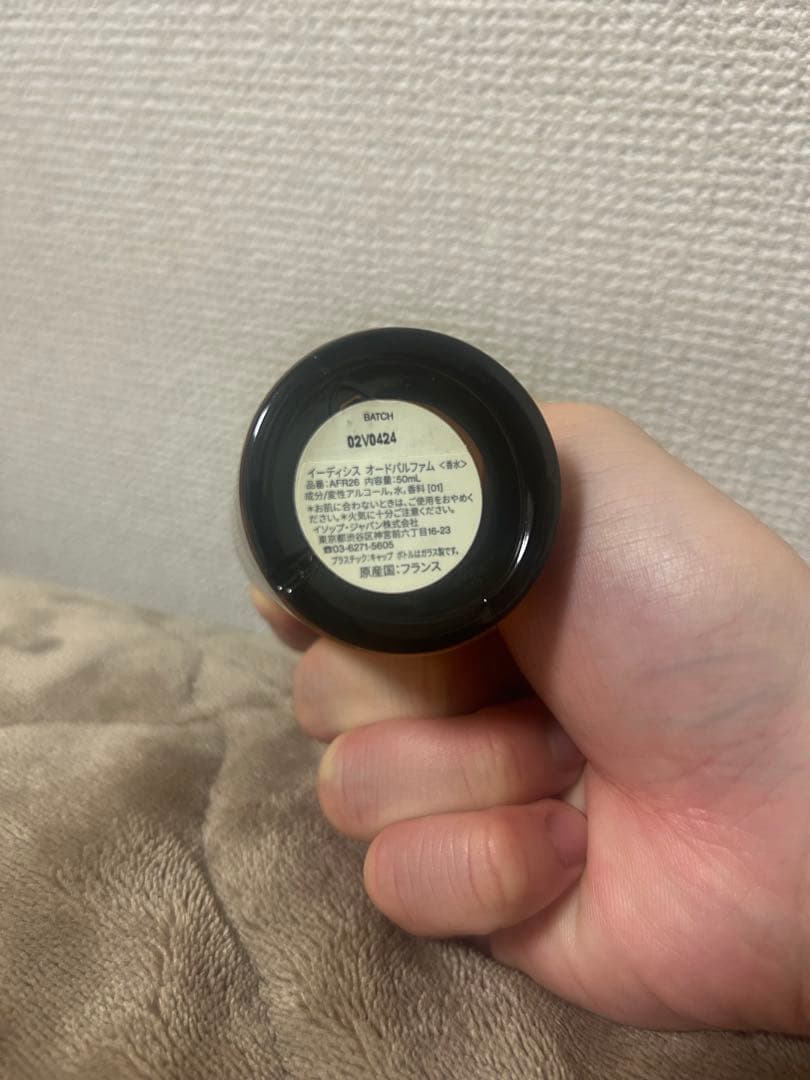 BATCH
02V0424
イーディシス オードパルファム <香水>
品番:AFR26 内容量:50mL
成分/変性アルコール,水,香料 [01]
*お肌に合わないときは、ご使用をおやめく
ださい。*火気に十分ご注意ください。
イソップ・ジャパン株式会社
東京都渋谷区神宮前六丁目16-23
☎03-6271-5605
プラスチック:キャップ ボトルはガラス製です。
原産国:フランス